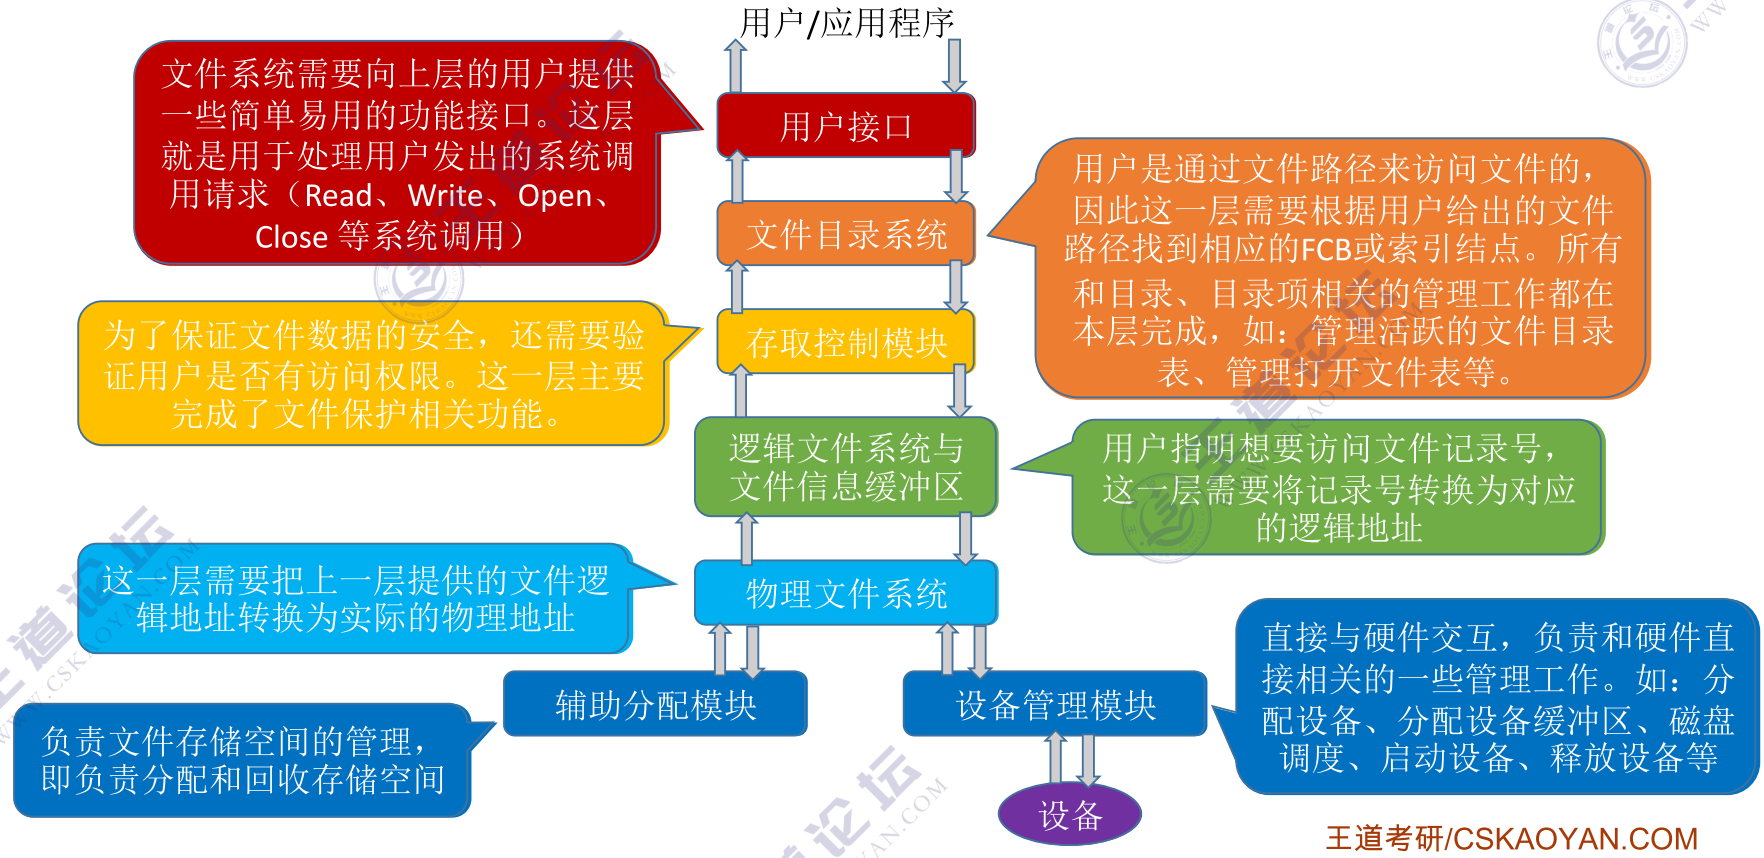 用户/应用程序
文件系统需要向上层的用户提供
一些简单易用的功能接口。这层
就是用于处理用户发出的系统调
用请求（Read、Write、Open、
Close 等系统调用）
用户接口
用户是通过文件路径来访问文件的，
因此这一层需要根据用户给出的文件
路径找到相应的FCB或索引结点。所有
和目录、目录项相关的管理工作都在
本层完成，如：管理活跃的文件目录
表、管理打开文件表等。
文件目录系统
为了保证文件数据的安全，还需要验
证用户是否有访问权限。这一层主要
完成了文件保护相关功能。
存取控制模块
逻辑文件系统与
文件信息缓冲区
用户指明想要访问文件记录号，
这一层需要将记录号转换为对应
的逻辑地址
这一层需要把上一层提供的文件逻
辑地址转换为实际的物理地址
物理文件系统
辅助分配模块
设备管理模块
直接与硬件交互，负责和硬件直
接相关的一些管理工作。如：分
配设备、分配设备缓冲区、磁盘
调度、启动设备、释放设备等
负责文件存储空间的管理，
即负责分配和回收存储空间
设备
王道考研/CSKAOYAN.COM